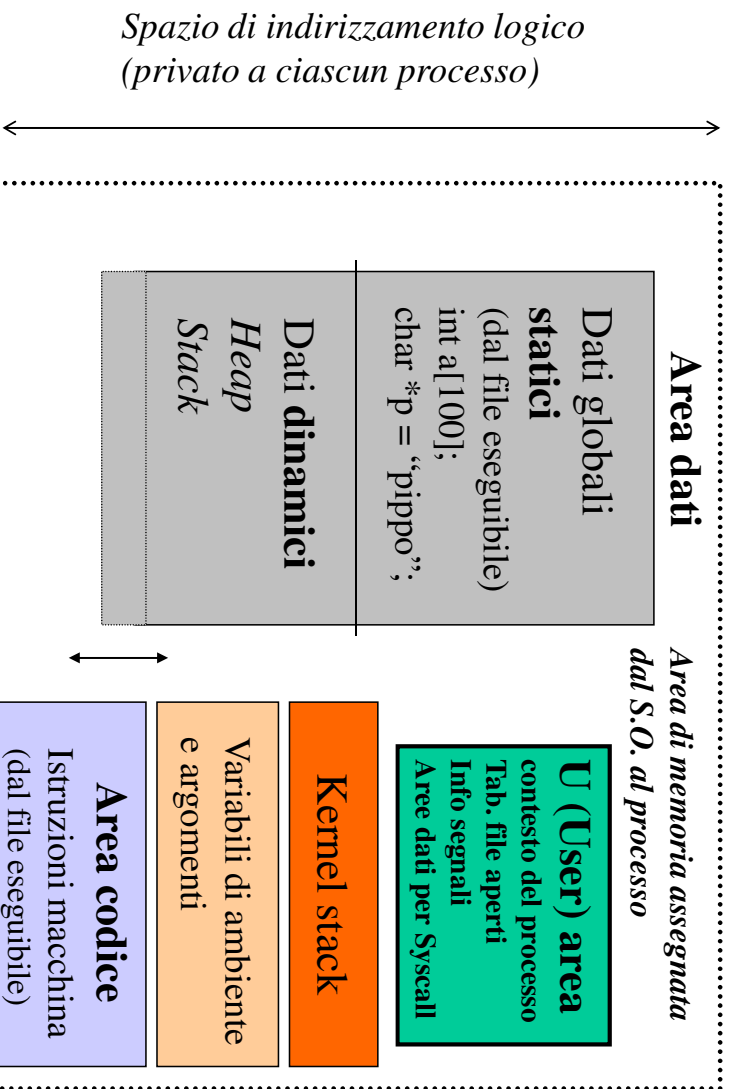 Spazio di indirizzamento logico
(privato a ciascun processo)
Area dati
Dati globali
statici
(dal file eseguibile)
int a[100];
char *p = “pippo”;
Dati dinamici
Heap
Stack
Area di memoria assegnata
dal S.O. al processo
U (User) area
contesto del processo
Tab. file aperti
Info segnali
Aree dati per Syscall
Kernel stack
Variabili di ambiente
e argomenti
Area codice
Istruzioni macchina
(dal file eseguibile)